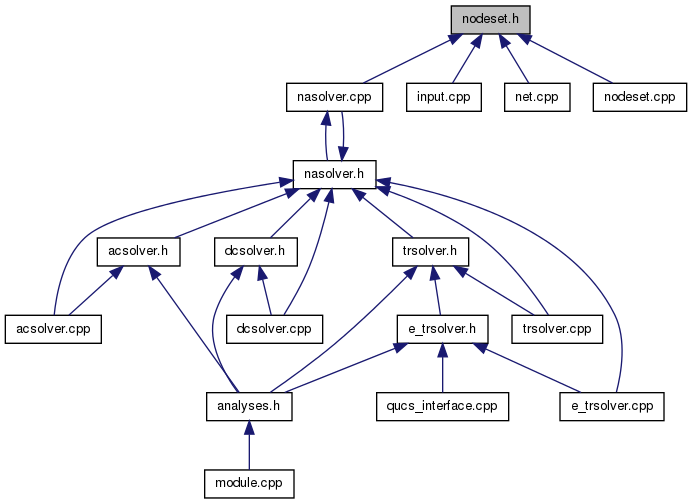 nodeset.h
nasolver.cpp
input.cpp
net.cpp
nodeset.cpp
nasolver.h
acsolver.h
dcsolver.h
trsolver.h
acsolver.cpp
dcsolver.cpp
e_trsolver.h
trsolver.cpp
analyses.h
qucs_interface.cpp
e_trsolver.cpp
module.cpp